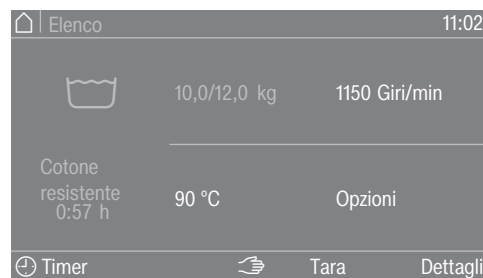 Elenco 11:02
10,0/12,0 kg 1150 Giri/min
Cotone
resistente
0:57 h
90 °C Opzioni
Timer Tara Dettagli